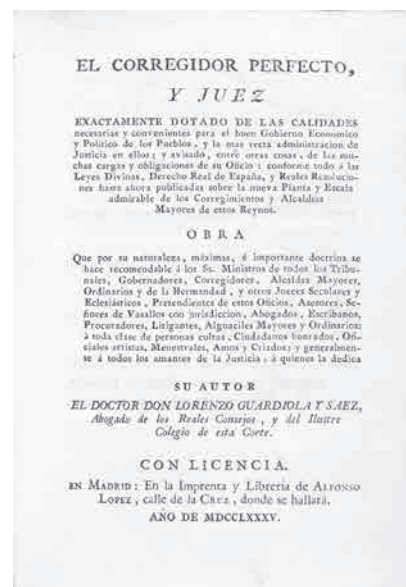 EL CORREGIDOR PERFECTO,
Y JUEZ
EXACTAMENTE DOTADO DE LAS CALIDADES
necesarias y convenientes para el buen Gobierno Economico
y Politico de los Pueblos, y la mas recta administracion de
Justicia en ellos; y avisado, entre otras cosas, de las mu-
chas cargas y obligaciones de su Oficio: conforme todo á las
Leyes Divinas, Derecho Real de España, y Reales Resolucio-
nes hasta ahora publicadas sobre la nueva Planta y Escala
admirable de los Corregimientos y Alcaldias
Mayores de estos Reynos.
OBRA
Que por su naturaleza, máximas, é importante doctrina se
hace recomendable á los Ss. Ministros de todos los Tribu-
nales, Gobernadores, Corregidores, Alcaldes Mayores,
Ordinarios y de la Hermandad, y otros Jueces Seculares y
Eclesiásticos, Pretendientes de estos Oficios, Asesores, Se-
ñores de Vasallos con jurisdiccion, Abogados, Escribanos,
Procuradores, Litigantes, Alguaciles Mayores y Ordinarios:
á toda clase de personas cultas, Ciudadanos honrados, Ofi-
ciales artistas, Menestrales, Amos y Criados; y generalmen-
te á todos los amantes de la Justicia, á quienes la dedica
SU AUTOR
EL DOCTOR DON LORENZO GUARDIOLA Y SAEZ,
Abogado de los Reales Consejos, y del Ilustre
Colegio de esta Corte.
CON LICENCIA.
EN MADRID: En la Imprenta y Libreria de ALFONSO
LOPEZ, calle de la CRUZ, donde se hallará.
AÑO DE MDCCLXXXV.